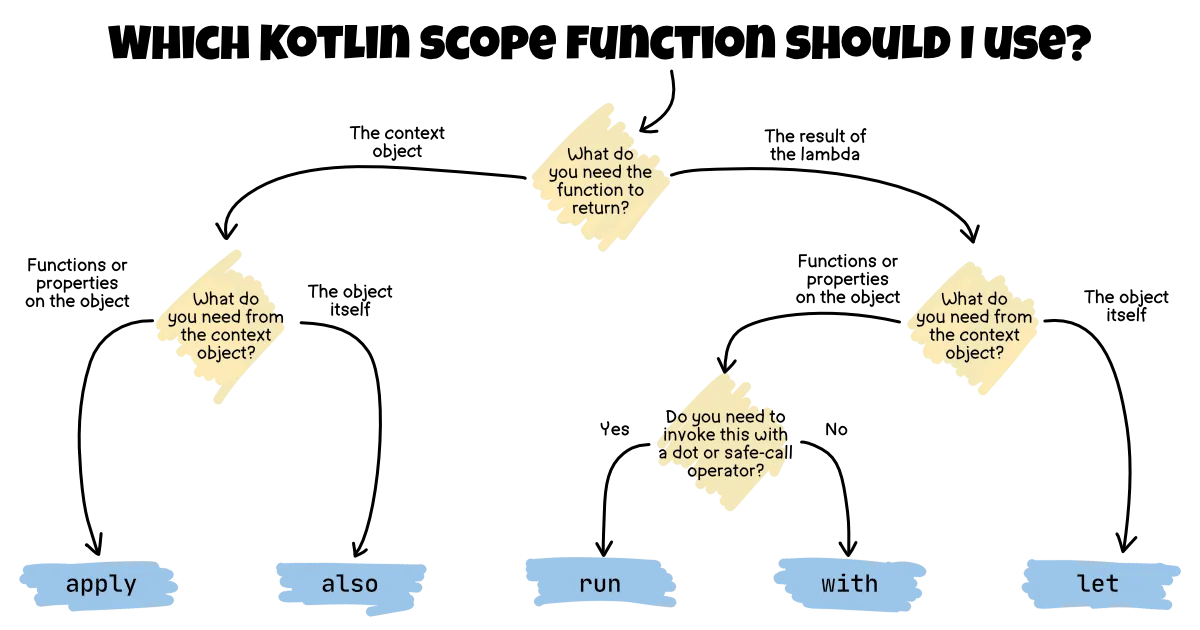 Which Kotlin Scope Function Should I Use?
The context
object
The result of
the lambda
What do
you need the
function to
return?
Functions or
properties
on the object
What do
you need from
the context
object?
The object
itself
Functions or
properties
on the object
What do
you need from
the context
object?
The object
itself
Yes
Do you need to
invoke this with
a dot or safe-call
operator?
No
apply
also
run
with
let